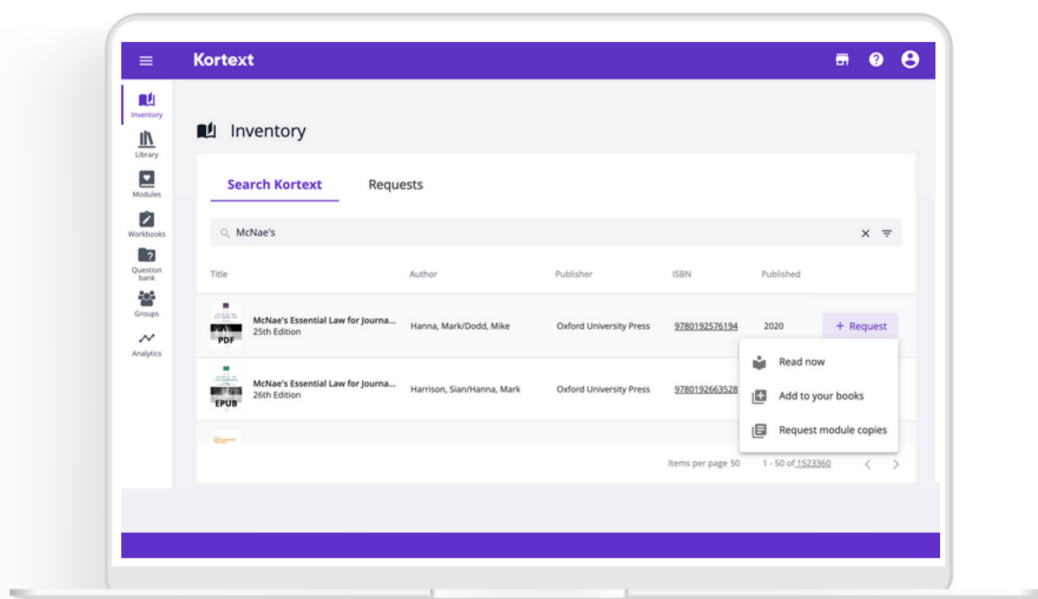 Kortext
Inventory
Library
Modules
Workbooks
Question
bank
Groups
Analytics
Inventory
Search Kortext Requests
McNae's
Title Author Publisher ISBN Published
McNae's Essential Law for Journa... Hanna, Mark/Dodd, Mike Oxford University Press 9780192576194 2020 + Request
25th Edition
PDF
Read now
McNae's Essential Law for Journa... Harrison, Sian/Hanna, Mark Oxford University Press 9780192663528
26th Edition
EPUB
Add to your books
Request module copies
Items per page 50 1 - 50 of 1523360